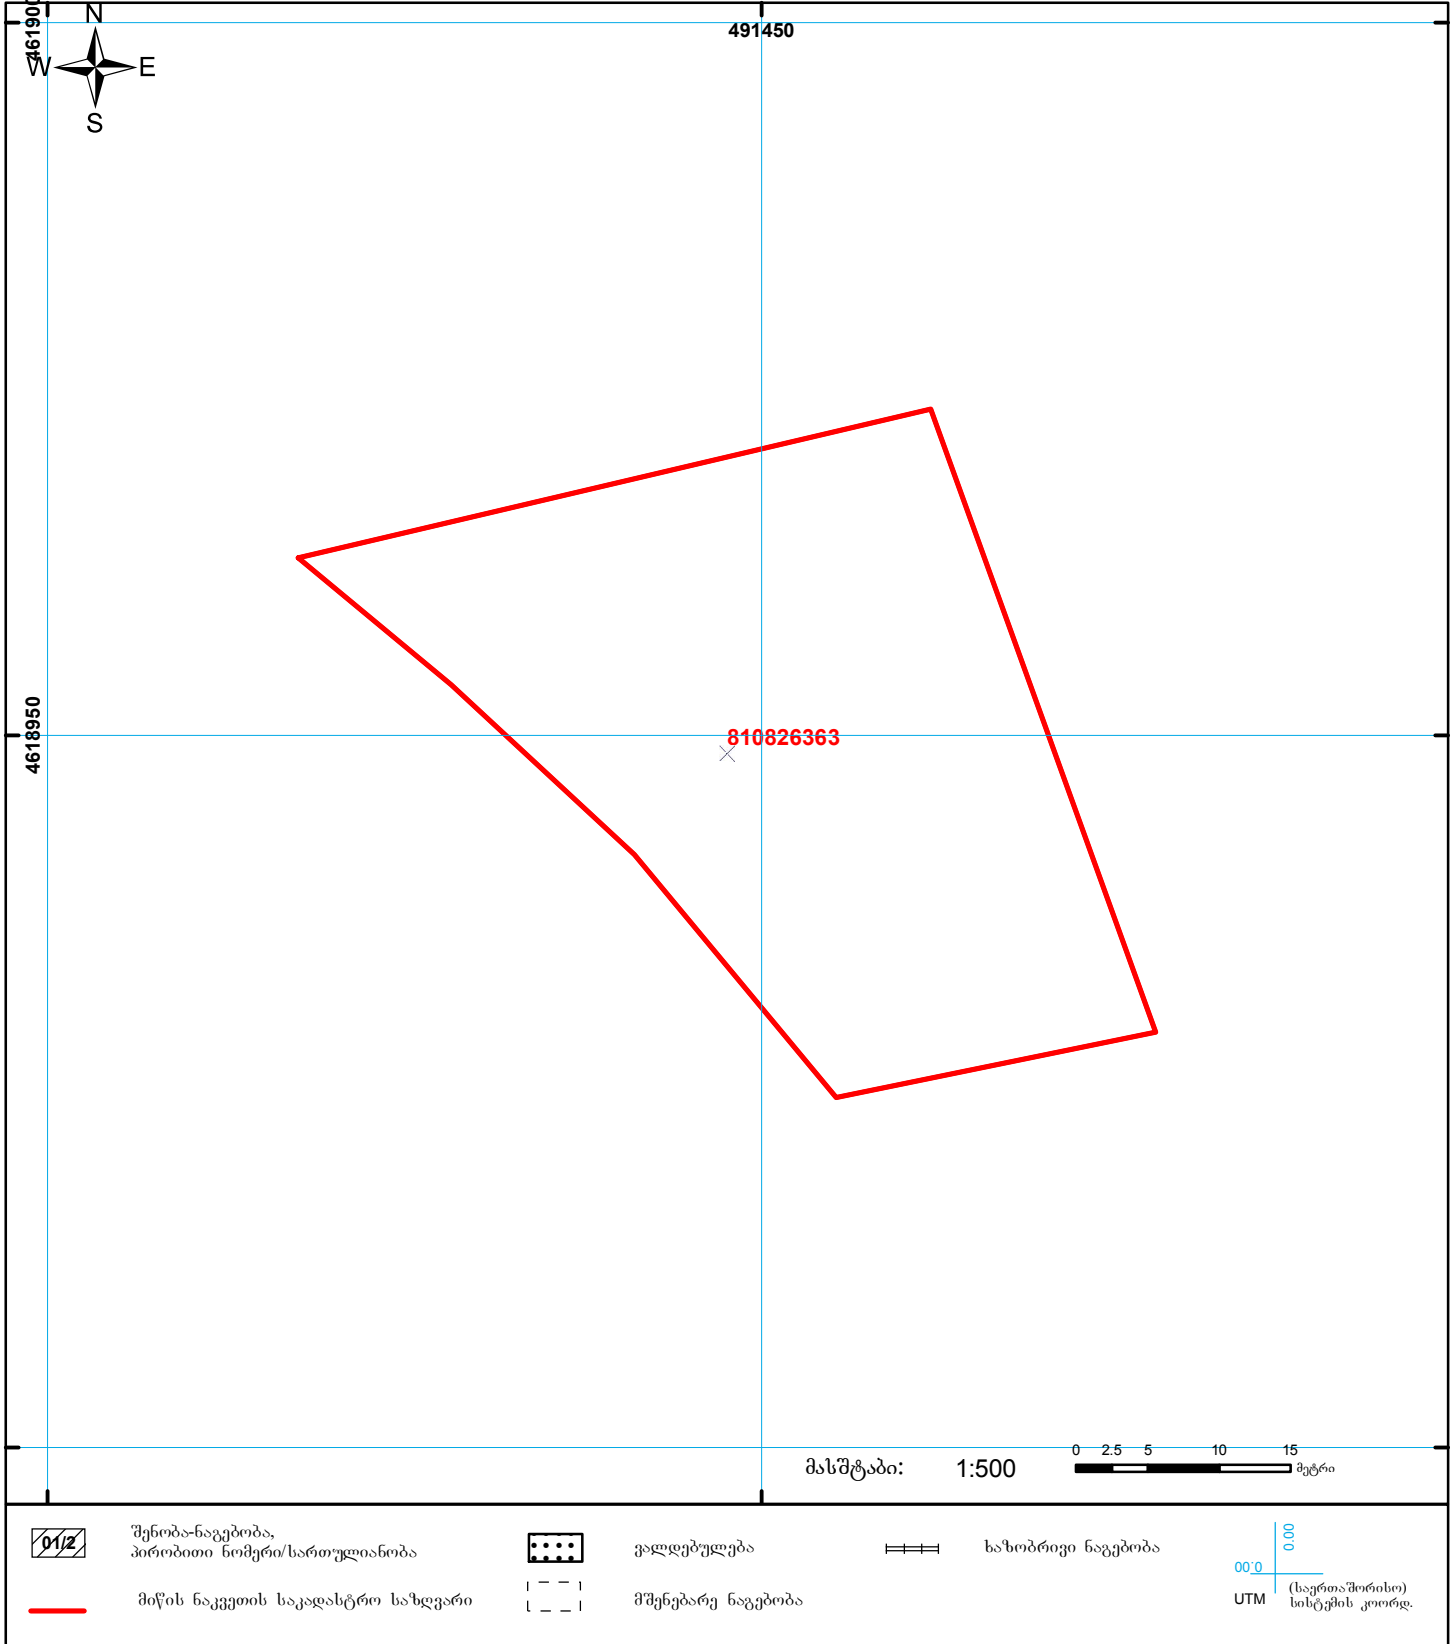 461900
N
491450
W
E
S
4618950
810826363
მასშტაბი: 1:500
0 2.5 5 10 15
მეტრი
01/2
შენობა-ნაგებობა,
პირობითი ნომერი/სართულიანობა
ვალდებულება
ხაზობრივი ნაგებობა
მიწის ნაკვეთის საკადასტრო საზღვარი
მშენებარე ნაგებობა
0.00
0.00
UTM
(საერთაშორისო)
სისტემის კოორდ.